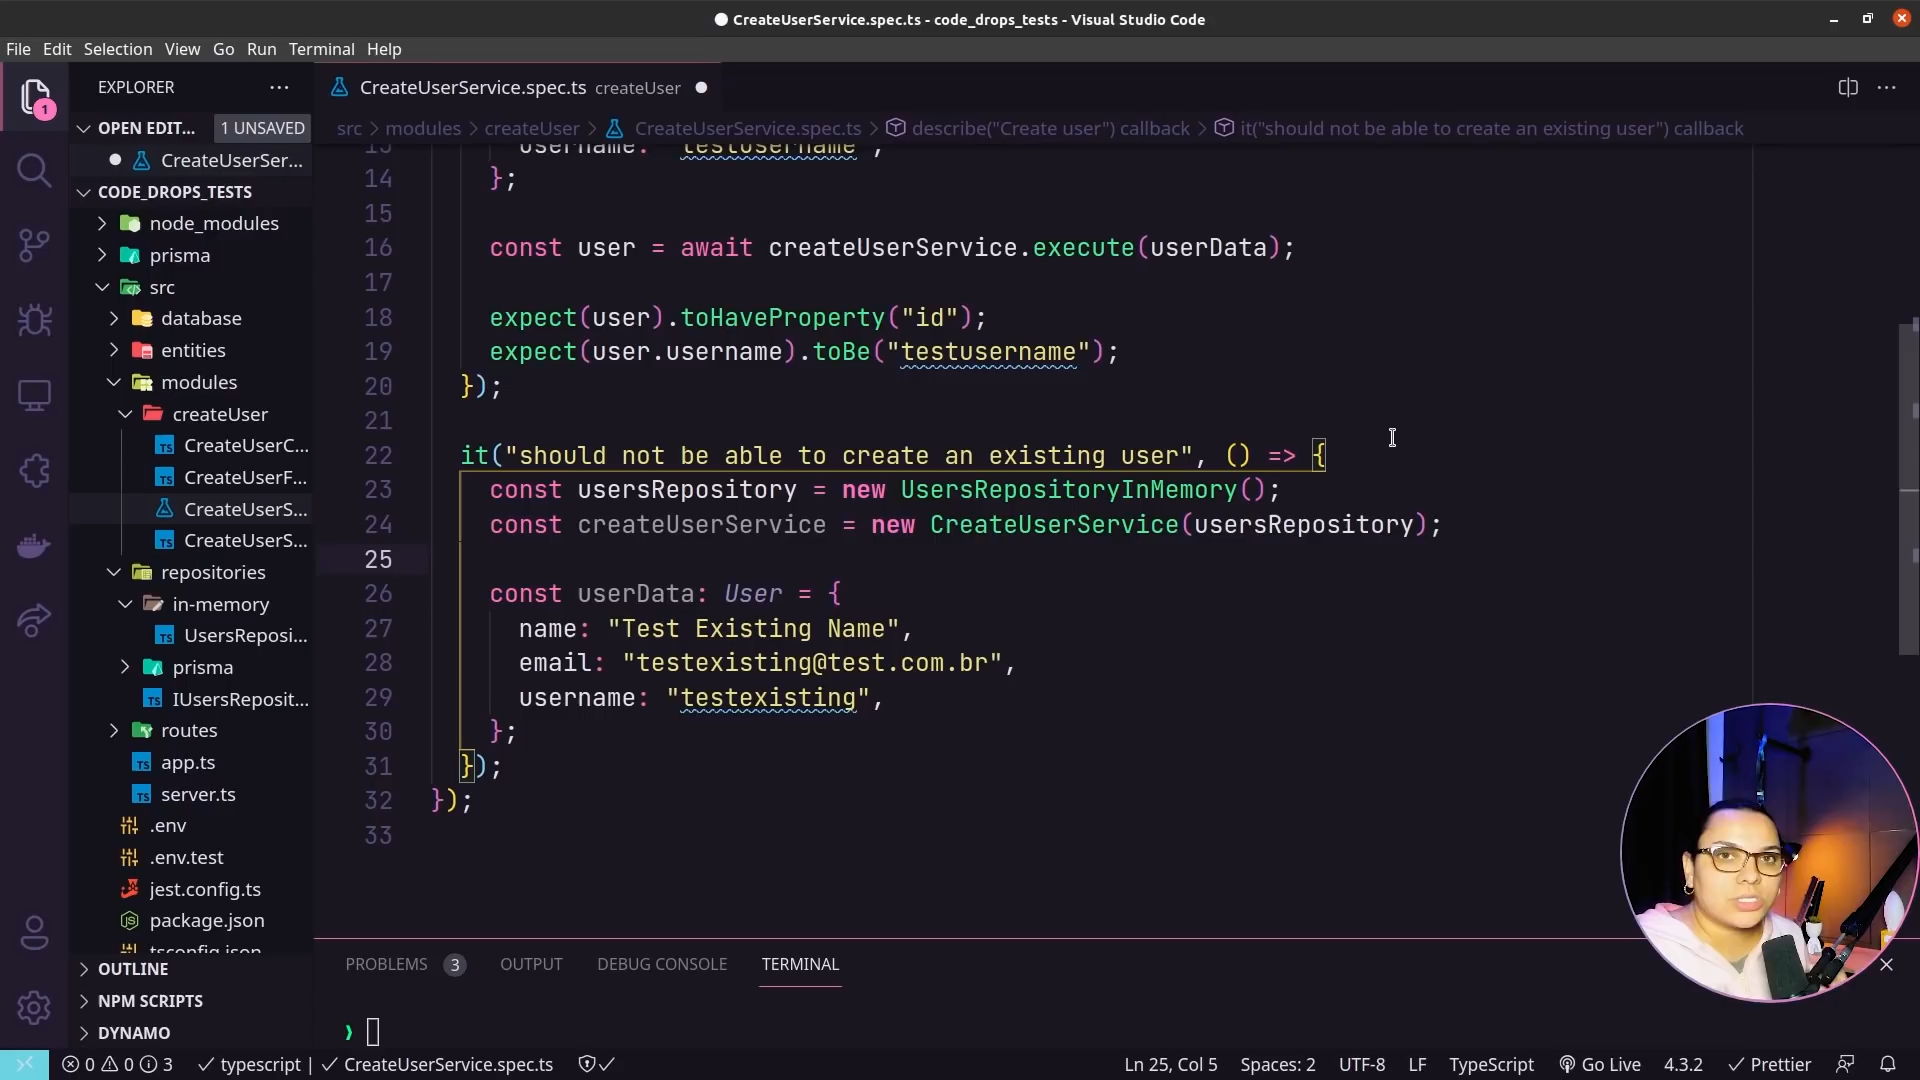 CreateUserService.spec.ts - code_drops_tests - Visual Studio Code
File Edit Selection View Go Run Terminal Help
EXPLORER
OPEN EDIT... 1 UNSAVED
CreateUserSer...
CODE_DROPS_TESTS
node_modules
prisma
src
database
entities
modules
createUser
CreateUserC...
CreateUserF...
CreateUserS...
CreateUserS...
repositories
in-memory
UsersReposi...
prisma
IUsersReposit...
routes
app.ts
server.ts
.env
.env.test
jest.config.ts
package.json
tsconfig.json
OUTLINE
NPM SCRIPTS
DYNAMO
1
CreateUserService.spec.ts createUser
src > modules > createUser > CreateUserService.spec.ts > describe("Create user") callback > it("should not be able to create an existing user") callback
13 username: "testusername",
14 };
15
16 const user = await createUserService.execute(userData);
17
18 expect(user).toHaveProperty("id");
19 expect(user.username).toBe("testusername");
20 });
21
22 it("should not be able to create an existing user", () => {
23 const usersRepository = new UsersRepositoryInMemory();
24 const createUserService = new CreateUserService(usersRepository);
25
26 const userData: User = {
27 name: "Test Existing Name",
28 email: "testexisting@test.com.br",
29 username: "testexisting",
30 };
31 });
32 });
33
PROBLEMS 3 OUTPUT DEBUG CONSOLE TERMINAL
❯
0 0 3 typescript | CreateUserService.spec.ts Ln 25, Col 5 Spaces: 2 UTF-8 LF TypeScript Go Live 4.3.2 Prettier